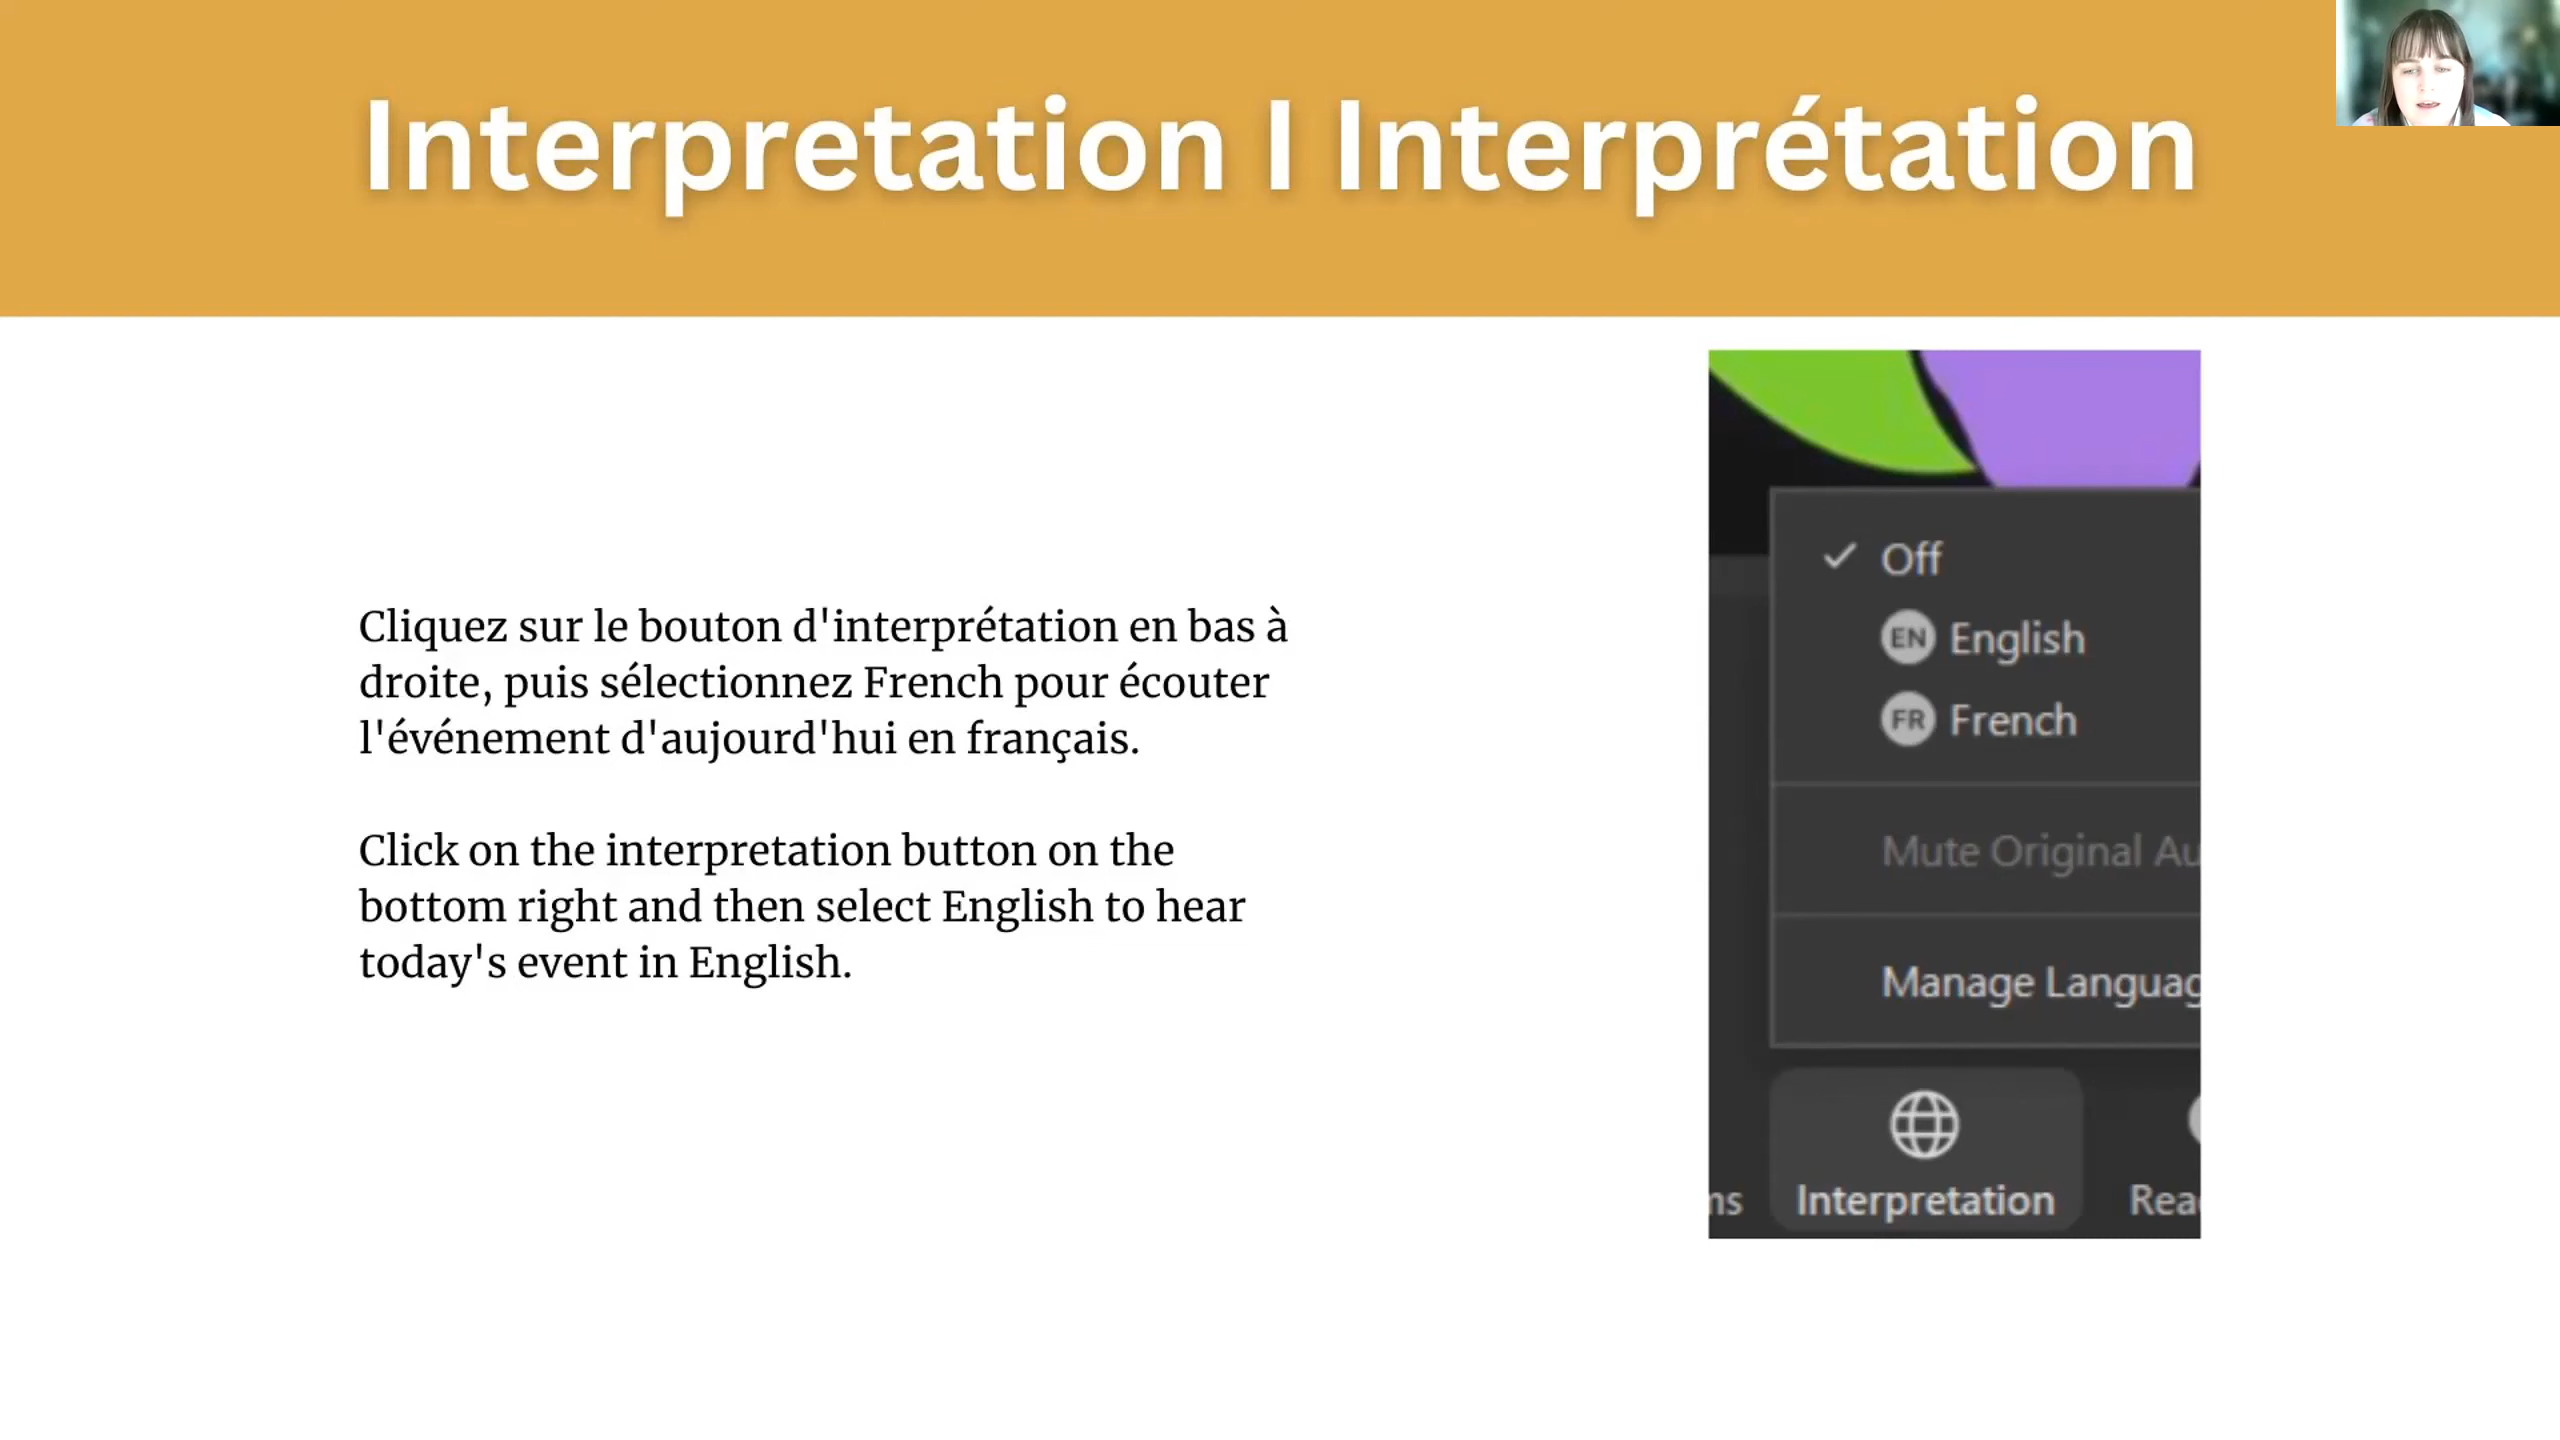 Interpretation I Interprétation
Cliquez sur le bouton d'interprétation en bas à
droite, puis sélectionnez French pour écouter
l'événement d'aujourd'hui en français.
Click on the interpretation button on the
bottom right and then select English to hear
today's event in English.
Off
EN English
FR French
Mute Original Au
Manage Languag
ms Interpretation Rea